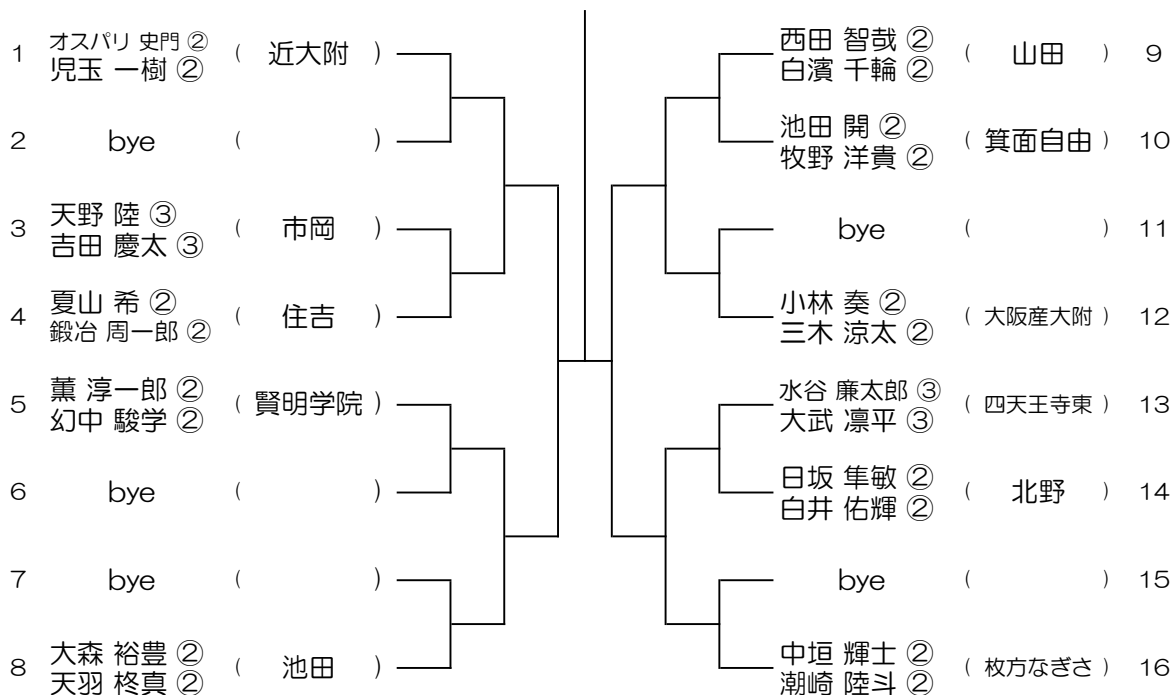 1 オスパリ 史門 ② 児玉 一樹 ② ( 近大附 )
2 bye ( )
3 天野 陸 ③ 吉田 慶太 ③ ( 市岡 )
4 夏山 希 ② 鍛冶 周一郎 ② ( 住吉 )
5 薫 淳一郎 ② 幻中 駿学 ② ( 賢明学院 )
6 bye ( )
7 bye ( )
8 大森 裕豊 ② 天羽 柊真 ② ( 池田 )
西田 智哉 ② 白濱 千輪 ② ( 山田 ) 9
池田 開 ② 牧野 洋貴 ② ( 箕面自由 ) 10
bye ( ) 11
小林 奏 ② 三木 涼太 ② ( 大阪産大附 ) 12
水谷 廉太郎 ③ 大武 凛平 ③ ( 四天王寺東 ) 13
日坂 隼敏 ② 白井 佑輝 ② ( 北野 ) 14
bye ( ) 15
中垣 輝士 ② 潮崎 陸斗 ② ( 枚方なぎさ ) 16